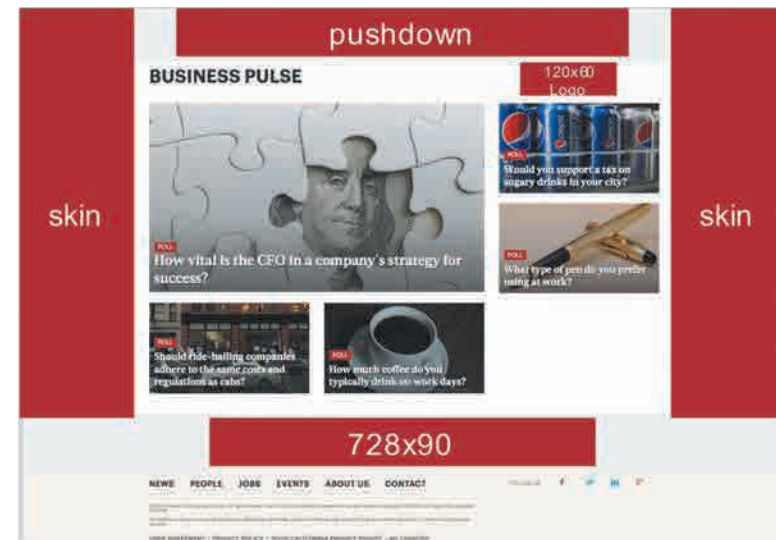 pushdown
BUSINESS PULSE
120x60
Logo
skin
skin
POLL
How vital is the CFO in a company's strategy for
success?
POLL
Would you support a tax on
sugary drinks in your city?
POLL
What type of pen do you prefer
using at work?
POLL
Should ride-hailing companies
adhere to the same costs and
regulations as cabs?
POLL
How much coffee do you
typically drink on work days?
728x90
NEWS PEOPLE JOBS EVENTS ABOUT US CONTACT